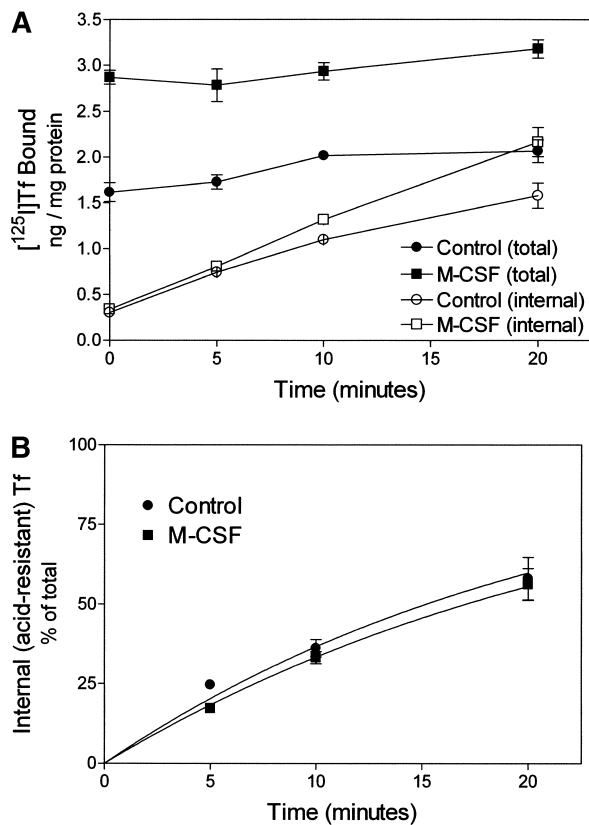 A
[¹²⁵I]Tf Bound
ng / mg protein
3.5
3.0
2.5
2.0
1.5
1.0
0.5
0.0
Control (total)
M-CSF (total)
Control (internal)
M-CSF (internal)
0
5
10
15
20
Time (minutes)
B
Internal (acid-resistant) Tf
% of total
100
75
50
25
0
Control
M-CSF
0
5
10
15
20
Time (minutes)